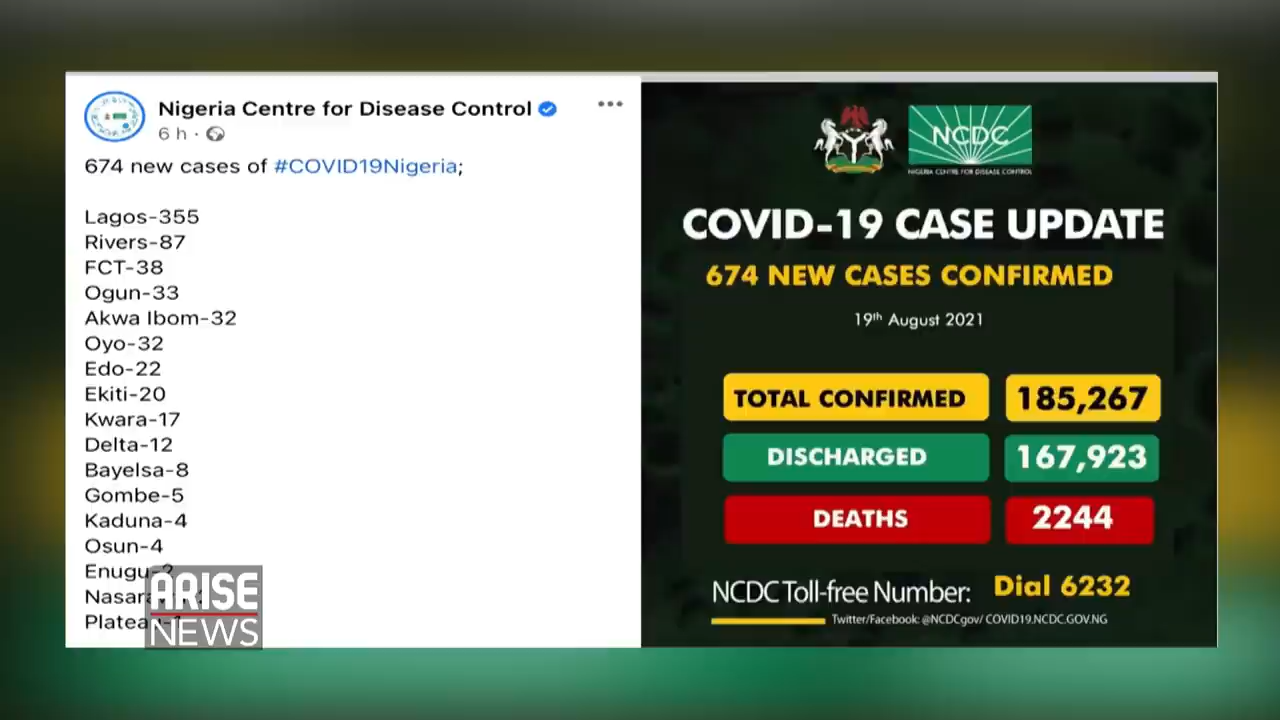 Nigeria Centre for Disease Control
6 h ·
674 new cases of #COVID19Nigeria;
Lagos-355
Rivers-87
FCT-38
Ogun-33
Akwa Ibom-32
Oyo-32
Edo-22
Ekiti-20
Kwara-17
Delta-12
Bayelsa-8
Gombe-5
Kaduna-4
Osun-4
Enugu-2
Plateau-1
ARISE
NEWS
NCDC
NIGERIA CENTRE FOR DISEASE CONTROL
COVID-19 CASE UPDATE
674 NEW CASES CONFIRMED
19th August 2021
TOTAL CONFIRMED 185,267
DISCHARGED 167,923
DEATHS 2244
NCDC Toll-free Number: Dial 6232
Twitter/Facebook: @NCDCgov/ COVID19.NCDC.GOV.NG